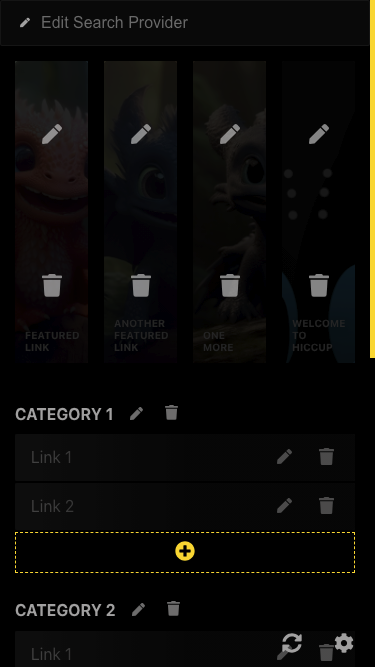 Edit Search Provider
FEATURED
LINK
ANOTHER
FEATURED
LINK
ONE
MORE
WELCOME
TO
HICCUP
CATEGORY 1
Link 1
Link 2
CATEGORY 2
Link 1